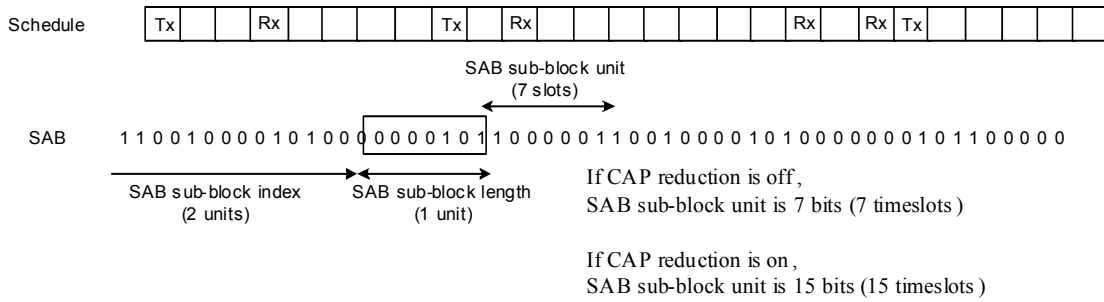 Schedule Tx Rx Tx Rx Rx Rx Tx
SAB sub-block unit
(7 slots)
SAB 1 1 0 0 1 0 0 0 0 1 0 1 0 0 0 0 0 0 0 1 0 1 1 0 0 0 0 0 1 1 0 0 1 0 0 0 0 1 0 1 0 0 0 0 0 0 0 1 0 1 1 0 0 0 0 0
SAB sub-block index
(2 units)
SAB sub-block length
(1 unit)
If CAP reduction is off,
SAB sub-block unit is 7 bits (7 timeslots)
If CAP reduction is on,
SAB sub-block unit is 15 bits (15 timeslots)